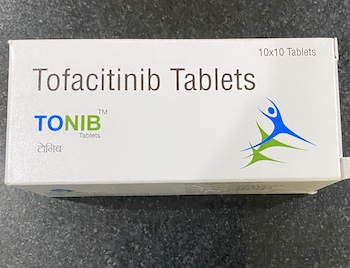 10x10 Tablets
Tofacitinib Tablets
TONIB™
Tablets
टोनिब